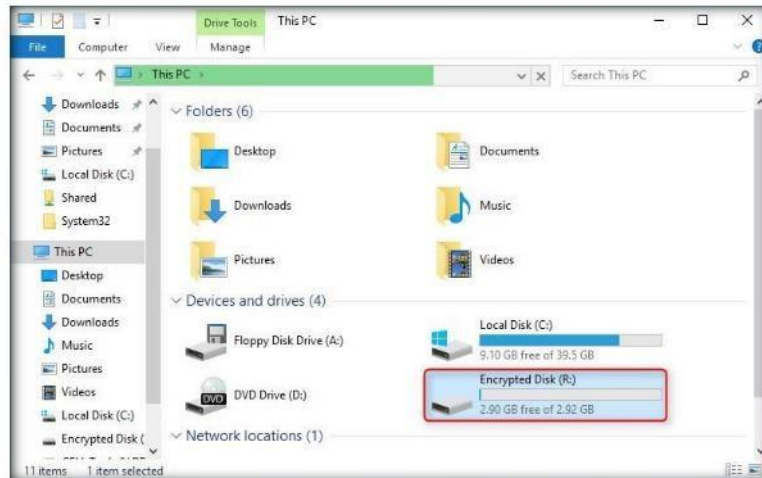 Drive Tools This PC
File Computer View Manage
This PC
Search This PC
Downloads
Documents
Pictures
Local Disk (C:)
Shared
System32
This PC
Desktop
Documents
Downloads
Music
Pictures
Videos
Local Disk (C:)
Encrypted Disk (
Folders (6)
Desktop
Documents
Downloads
Music
Pictures
Videos
Devices and drives (4)
Floppy Disk Drive (A:)
Local Disk (C:)
9.10 GB free of 39.5 GB
DVD
DVD Drive (D:)
Encrypted Disk (R:)
2.90 GB free of 2.92 GB
Network locations (1)
11 items 1 item selected